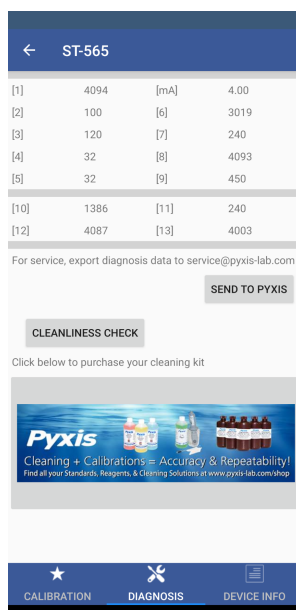 ST-565
[1] 4094 [mA] 4.00
[2] 100 [6] 3019
[3] 120 [7] 240
[4] 32 [8] 4093
[5] 32 [9] 450
[10] 1386 [11] 240
[12] 4087 [13] 4003
For service, export diagnosis data to service@pyxis-lab.com
SEND TO PYXIS
CLEANLINESS CHECK
Click below to purchase your cleaning kit
Pyxis
Cleaning + Calibrations = Accuracy & Repeatability!
Find all your Standards, Reagents, & Cleaning Solutions at www.pyxis-lab.com/shop
CALIBRATION DIAGNOSIS DEVICE INFO